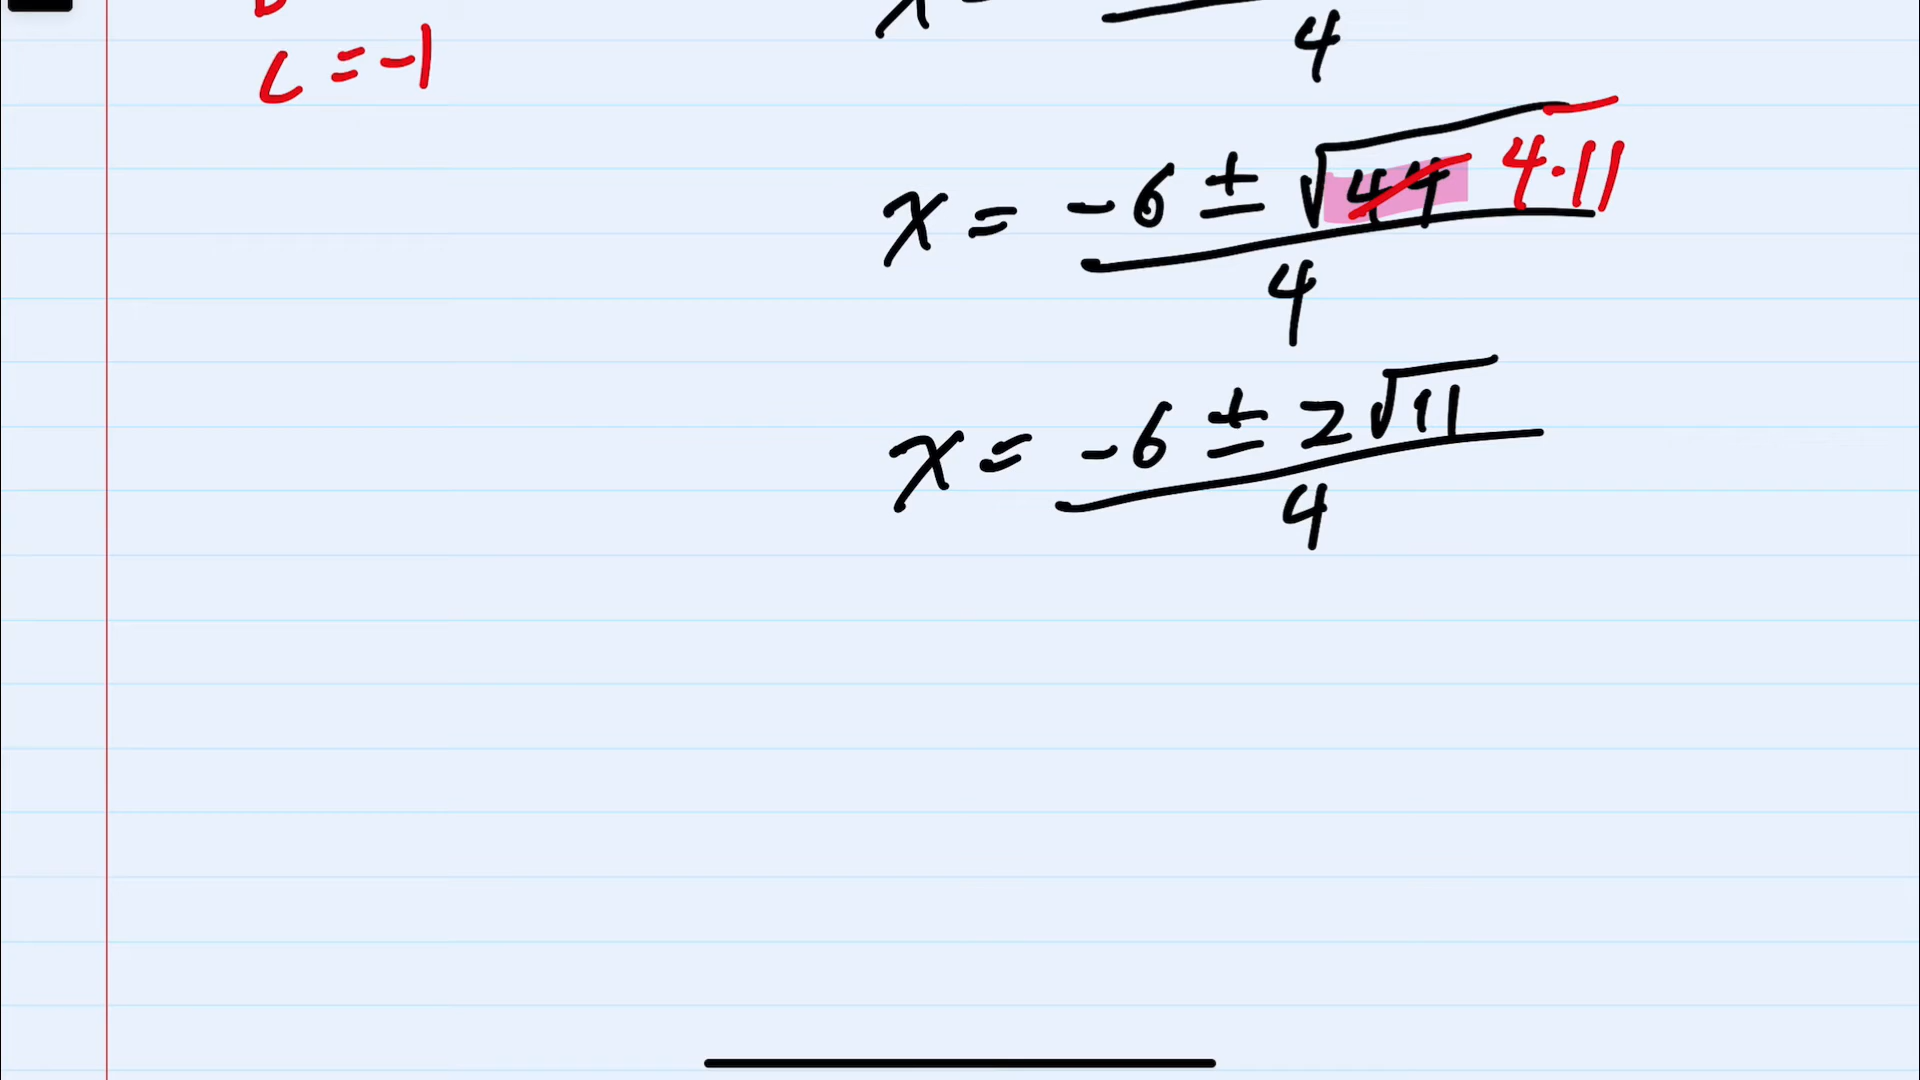 c = -1
4
x = -6 ± √44 4·11
4
x = -6 ± 2√11
4